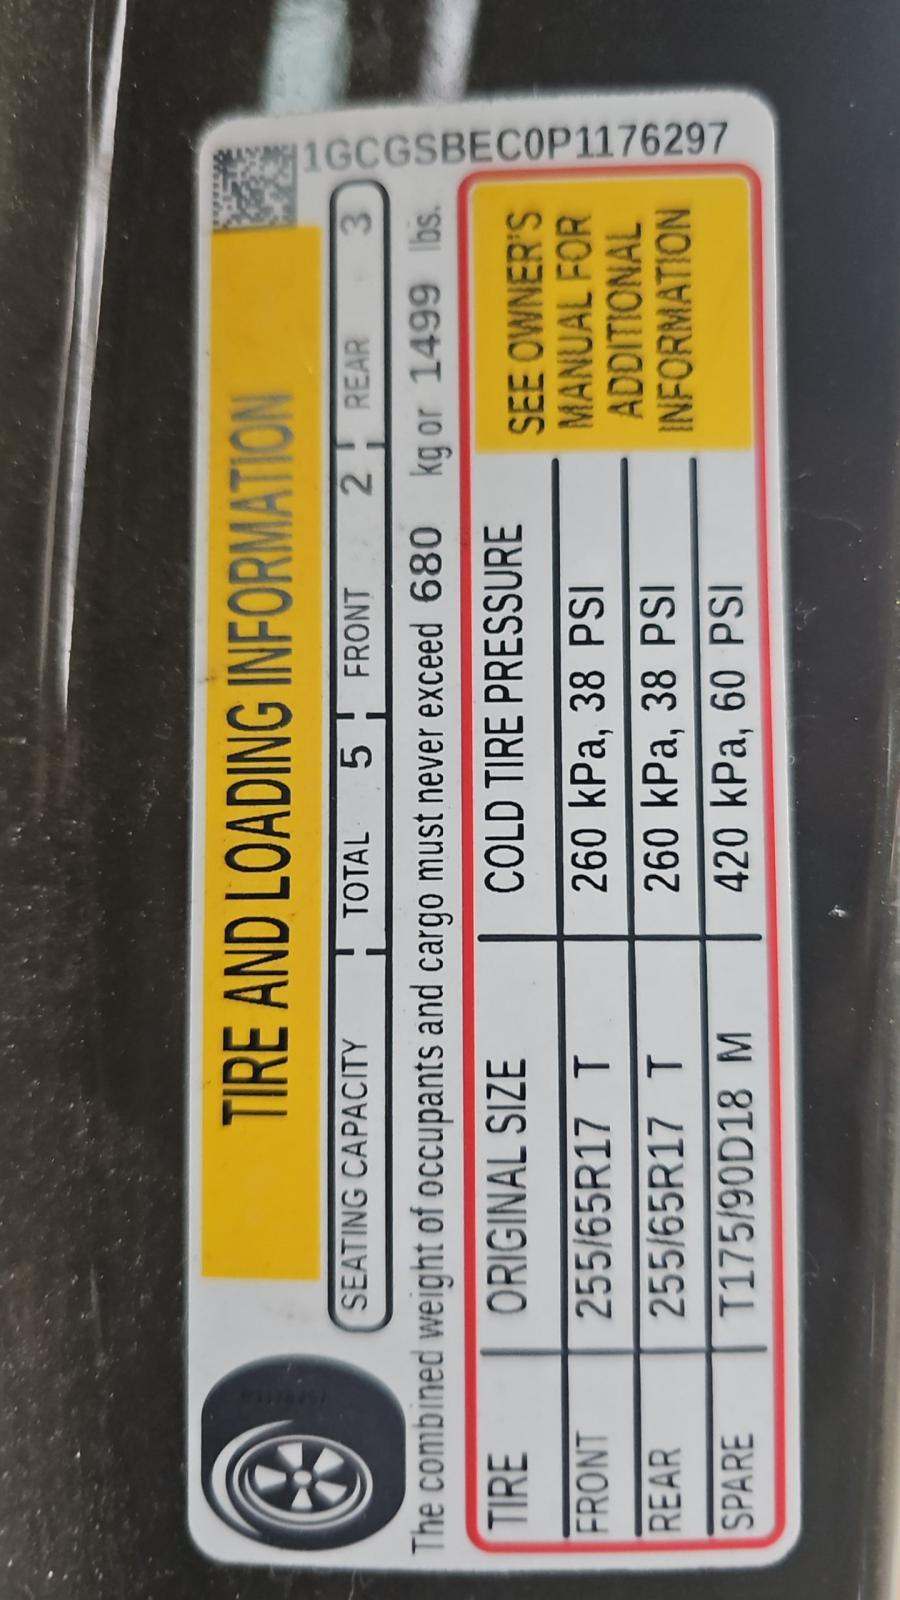 TIRE AND LOADING INFORMATION
1GCGSBEC0P1176297
SEATING CAPACITY TOTAL 5 FRONT 2 REAR 3
The combined weight of occupants and cargo must never exceed 680 kg or 1499 lbs.
TIRE ORIGINAL SIZE COLD TIRE PRESSURE
FRONT 255/65R17 T 260 kPa, 38 PSI
REAR 255/65R17 T 260 kPa, 38 PSI
SPARE T175/90D18 M 420 kPa, 60 PSI
SEE OWNER'S
MANUAL FOR
ADDITIONAL
INFORMATION